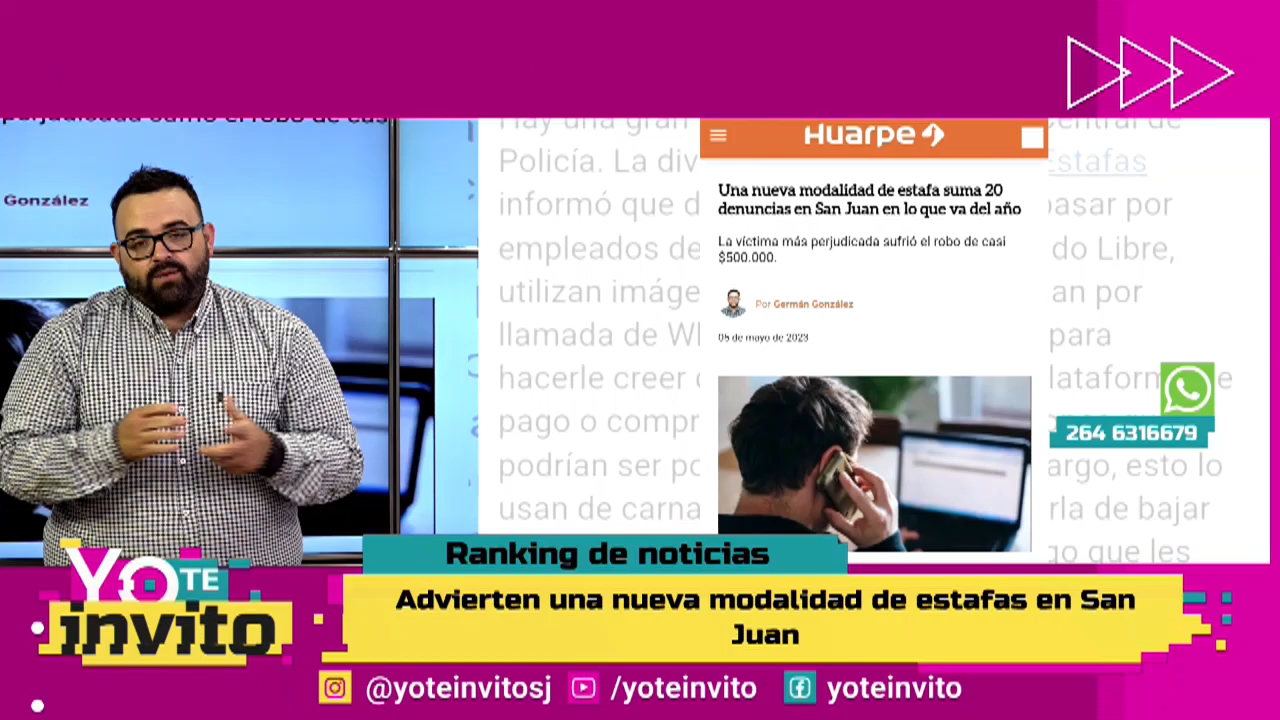 perjudicada sufrió el robo de casi
González
Hay una gran
central de
Policía. La div
Estafas
informó que d
pasar por
empleados de
do Libre,
utilizan imáge
an por
llamada de W
para
hacerle creer
lataform
e
pago o compr
podrían ser po
argo, esto lo
usan de carna
rla de bajar
go que les
Huarpe
Una nueva modalidad de estafa suma 20
denuncias en San Juan en lo que va del año
La víctima más perjudicada sufrió el robo de casi
$500.000.
Por Germán González
05 de mayo de 2023
264 6316679
Ranking de noticias
Advierten una nueva modalidad de estafas en San
Juan
YO TE
invito
@yoteinvitosj
/yoteinvito
yoteinvito